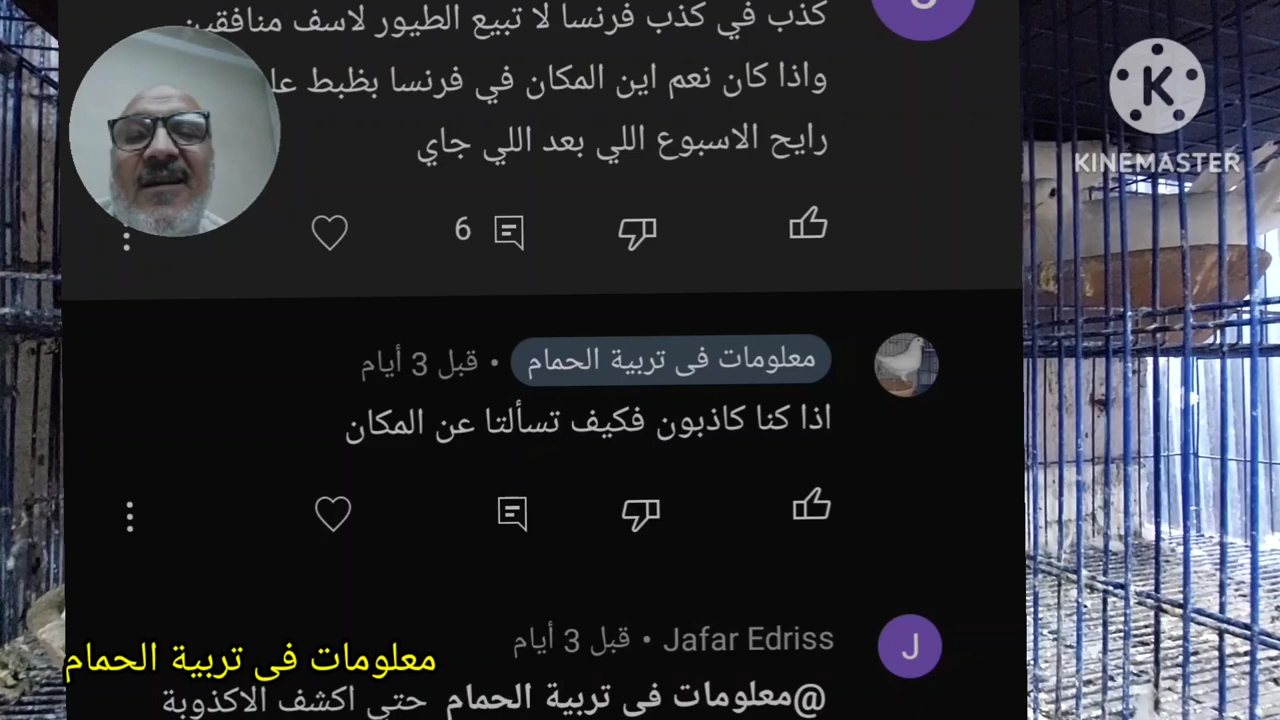 كذب في كذب فرنسا لا تبيع الطيور لاسف منافقين
واذا كان نعم اين المكان في فرنسا بظبط
رايح الاسبوع اللي بعد اللي جاي
6
معلومات فى تربية الحمام • قبل 3 أيام
اذا كنا كاذبون فكيف تسألتا عن المكان
Jafar Edriss • قبل 3 أيام
J
@معلومات فى تربية الحمام حتى اكشف الاكذوبة
معلومات فى تربية الحمام
K
KINEMASTER